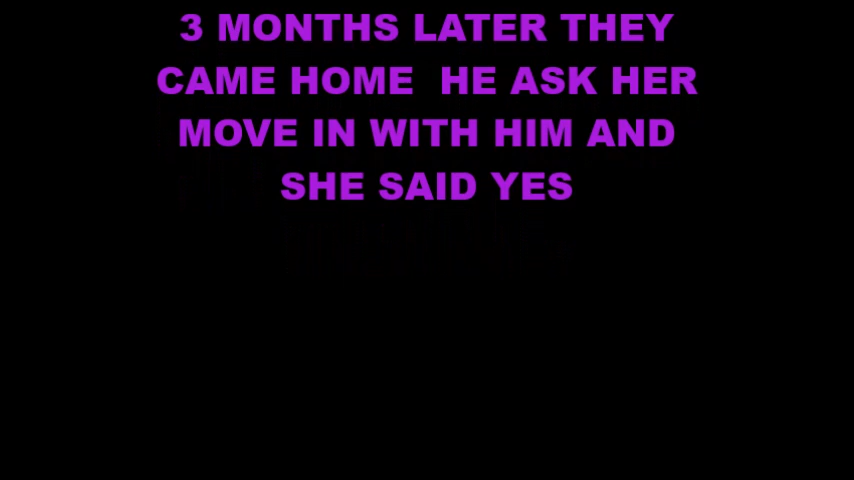 3 MONTHS LATER THEY
CAME HOME  HE ASK HER
MOVE IN WITH HIM AND
SHE SAID YES